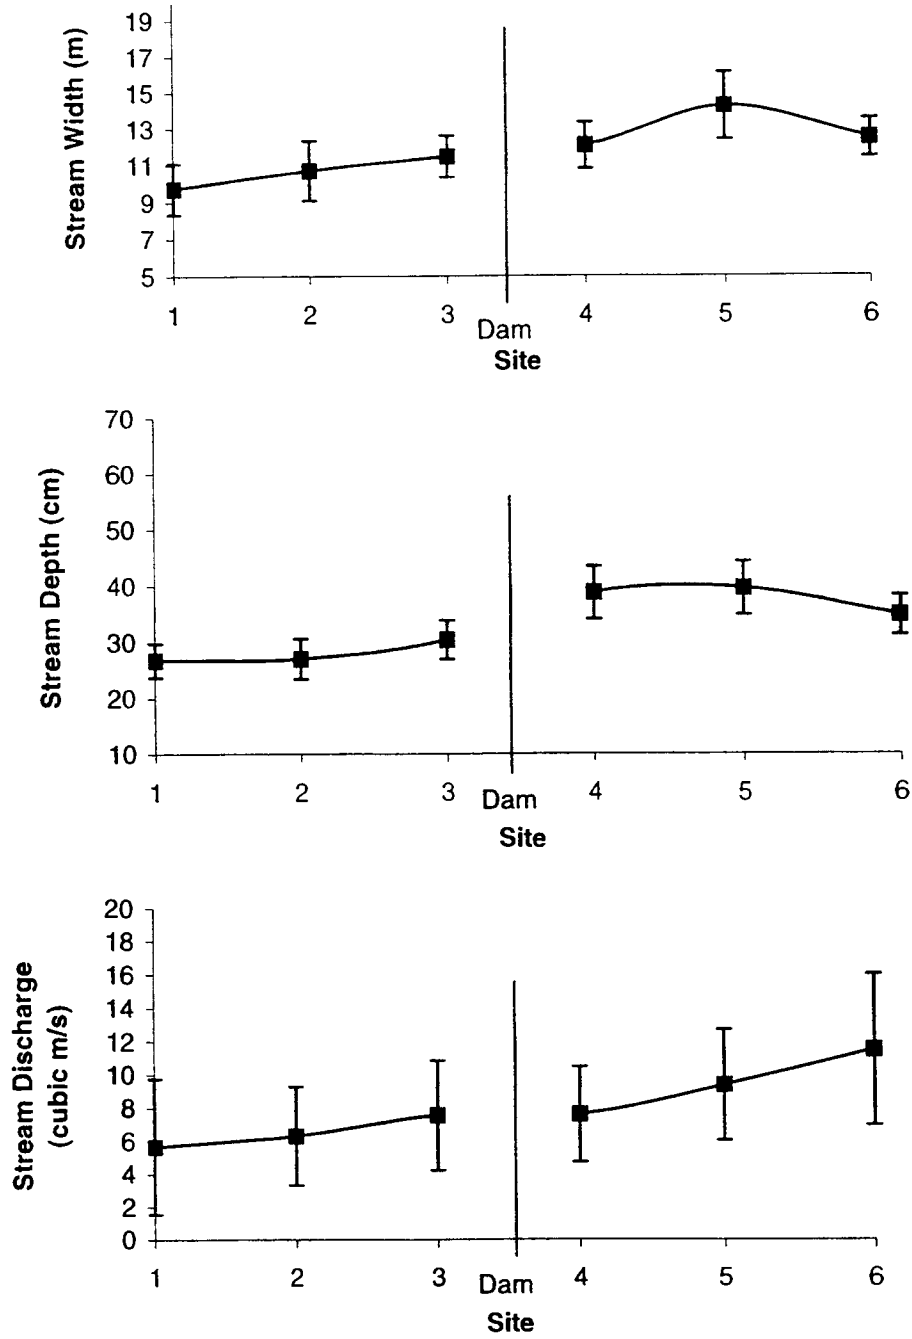 Stream Width (m)
19
17
15
13
11
9
7
5
1 2 3 Dam 4 5 6
Site
Stream Depth (cm)
70
60
50
40
30
20
10
1 2 3 Dam 4 5 6
Site
Stream Discharge
(cubic m/s)
20
18
16
14
12
10
8
6
4
2
0
1 2 3 Dam 4 5 6
Site